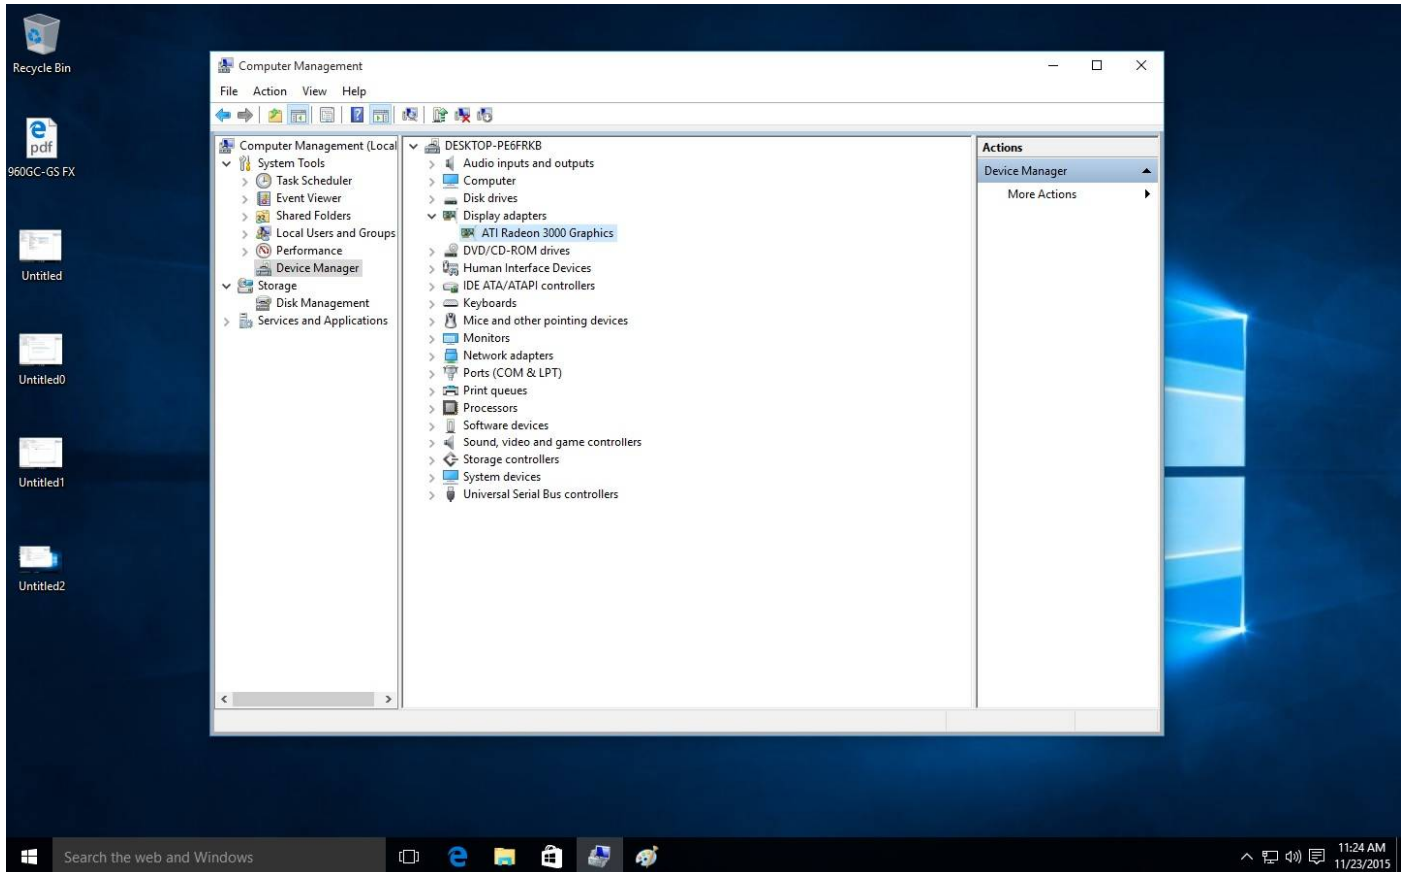 Recycle Bin
pdf
960GC-GS FX
Untitled
Untitled0
Untitled1
Untitled2
Computer Management
File Action View Help
Computer Management (Local
System Tools
Task Scheduler
Event Viewer
Shared Folders
Local Users and Groups
Performance
Device Manager
Storage
Disk Management
Services and Applications
DESKTOP-PE6FRKB
Audio inputs and outputs
Computer
Disk drives
Display adapters
ATI Radeon 3000 Graphics
DVD/CD-ROM drives
Human Interface Devices
IDE ATA/ATAPI controllers
Keyboards
Mice and other pointing devices
Monitors
Network adapters
Ports (COM & LPT)
Print queues
Processors
Software devices
Sound, video and game controllers
Storage controllers
System devices
Universal Serial Bus controllers
Actions
Device Manager
More Actions
Search the web and Windows
11:24 AM
11/23/2015